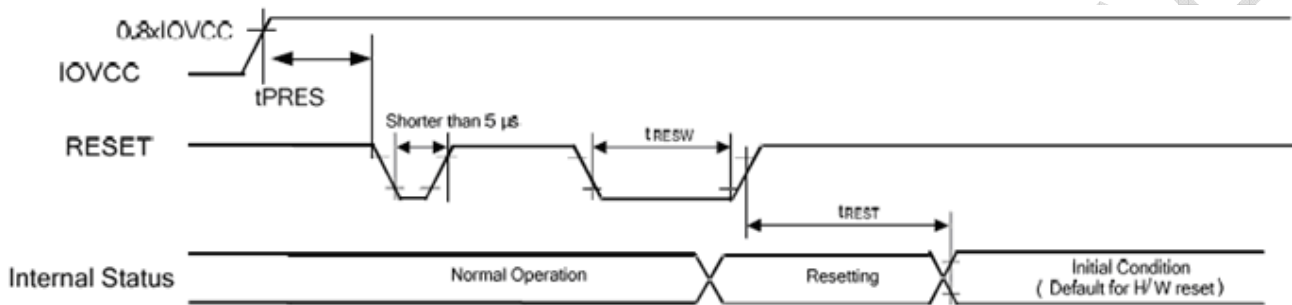 0.8xIOVCC
IOVCC
tPRES
Shorter than 5 µs
RESET
tRESW
tREST
Internal Status
Normal Operation
Resetting
Initial Condition
( Default for H/W reset )